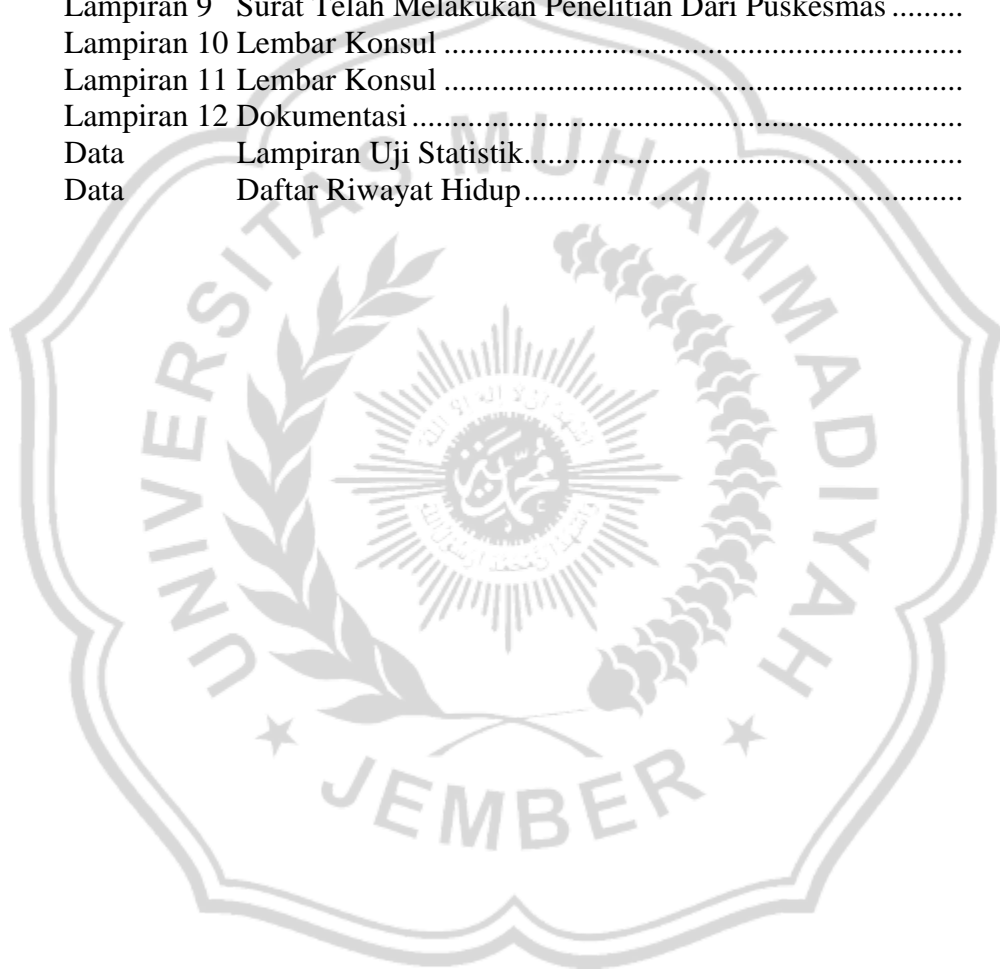 Lampiran 9 Surat Telah Melakukan Penelitian Dari Puskesmas .........
Lampiran 10 Lembar Konsul .................................................................
Lampiran 11 Lembar Konsul .................................................................
Lampiran 12 Dokumentasi .....................................................................
Data Lampiran Uji Statistik.......................................................
Data Daftar Riwayat Hidup.......................................................
UNIVERSITAS MUHAMMADIYAH
JEMBER